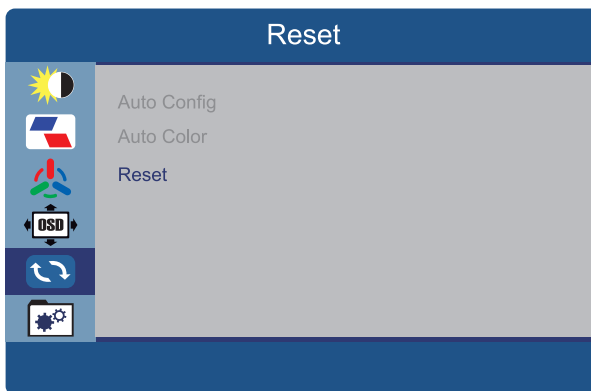 Reset
Auto Config
Auto Color
Reset
OSD